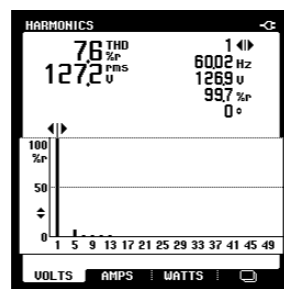 HARMONICS
7,6 THD %r
127,2 rms V
1
60,02 Hz
126,9 V
99,7 %r
0 °
100
%r
50
0
1 5 9 13 17 21 25 29 33 37 41 45 49
VOLTS AMPS WATTS